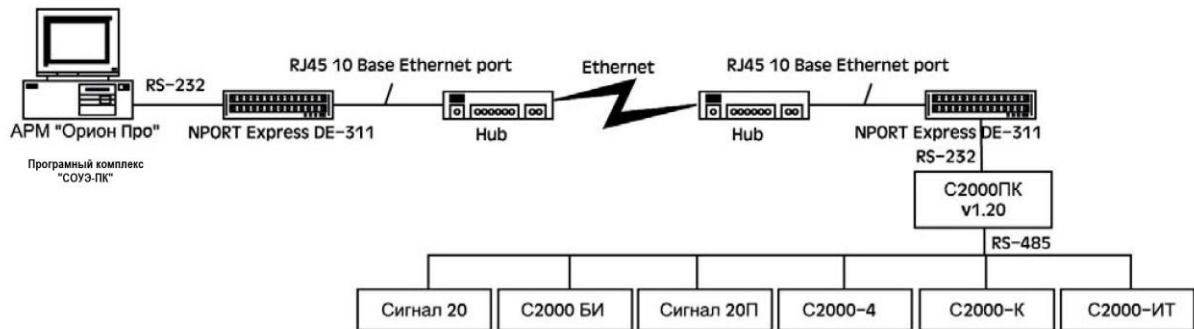 RS-232
RJ45 10 Base Ethernet port
Ethernet
RJ45 10 Base Ethernet port
АРМ "Орион Про"
NPORT Express DE-311
Hub
Hub
NPORT Express DE-311
Програмный комплекс
"СОУЭ-ПК"
RS-232
С2000ПК
v1.20
RS-485
Сигнал 20
С2000 БИ
Сигнал 20П
С2000-4
С2000-К
С2000-ИТ